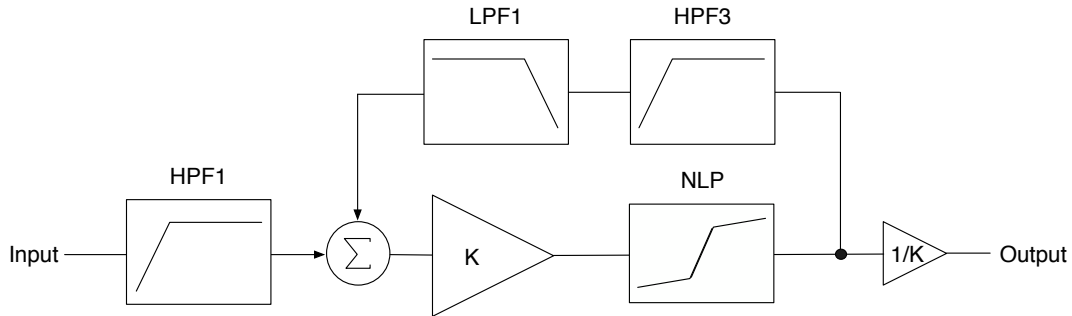 LPF1
HPF3
HPF1
NLP
Input
Σ
K
1/K
Output